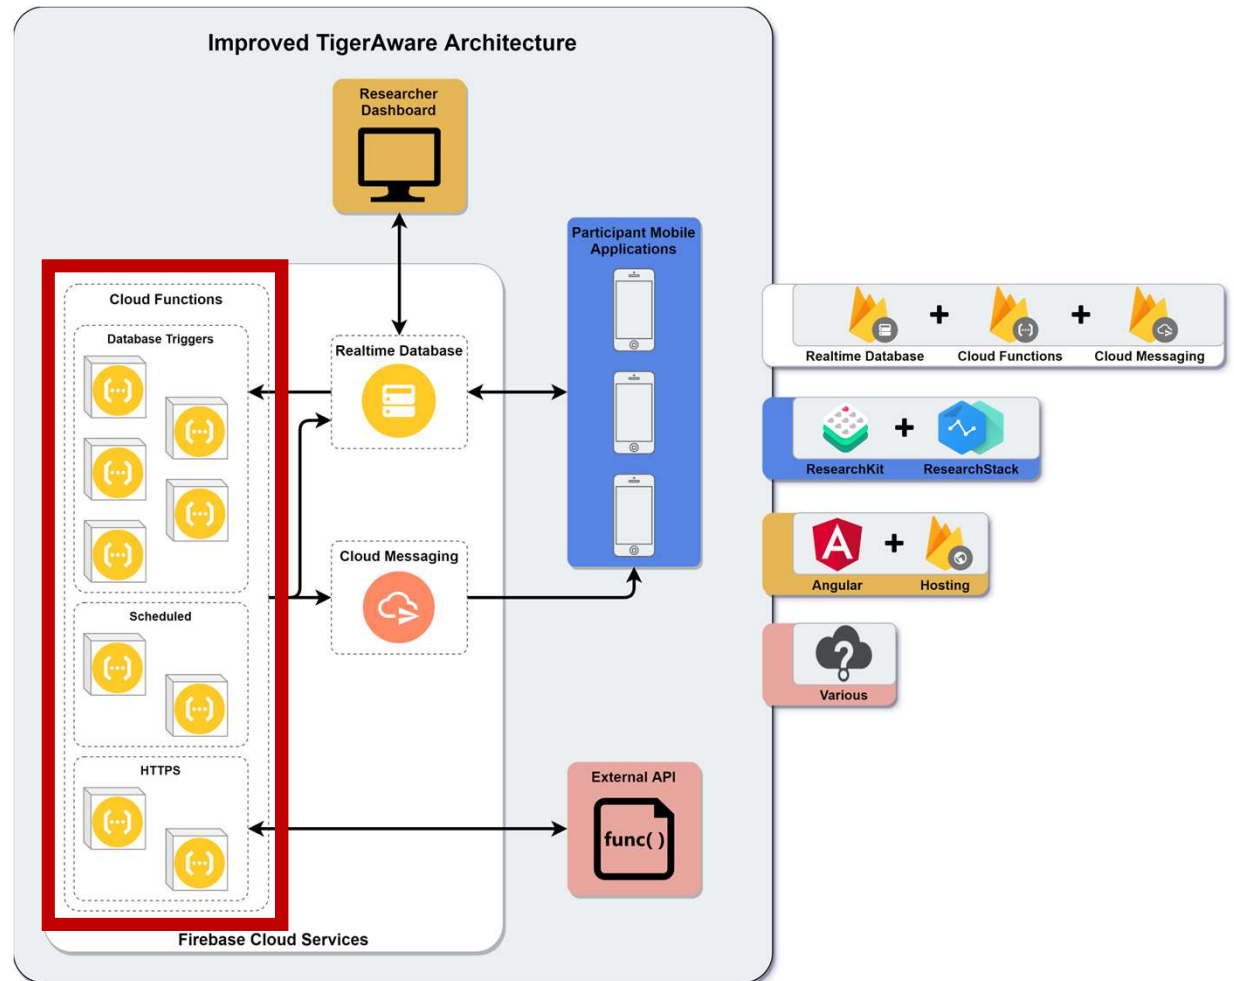 Improved TigerAware Architecture
Researcher
Dashboard
Participant Mobile
Applications
Cloud Functions
Database Triggers
Realtime Database
Cloud Messaging
Scheduled
HTTPS
External API
func( )
Firebase Cloud Services
Realtime Database
Cloud Functions
Cloud Messaging
ResearchKit
ResearchStack
Angular
Hosting
Various